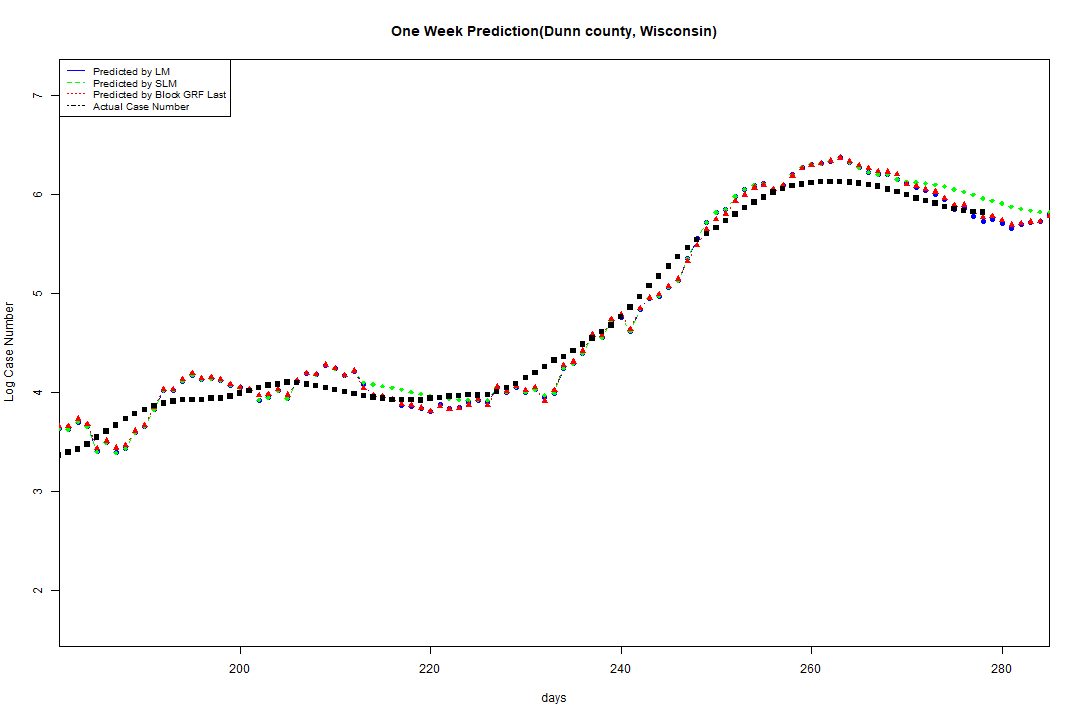 One Week Prediction(Dunn county, Wisconsin)
Predicted by LM
Predicted by SLM
Predicted by Block GRF Last
Actual Case Number
7
6
5
4
3
2
Log Case Number
200
220
240
260
280
days